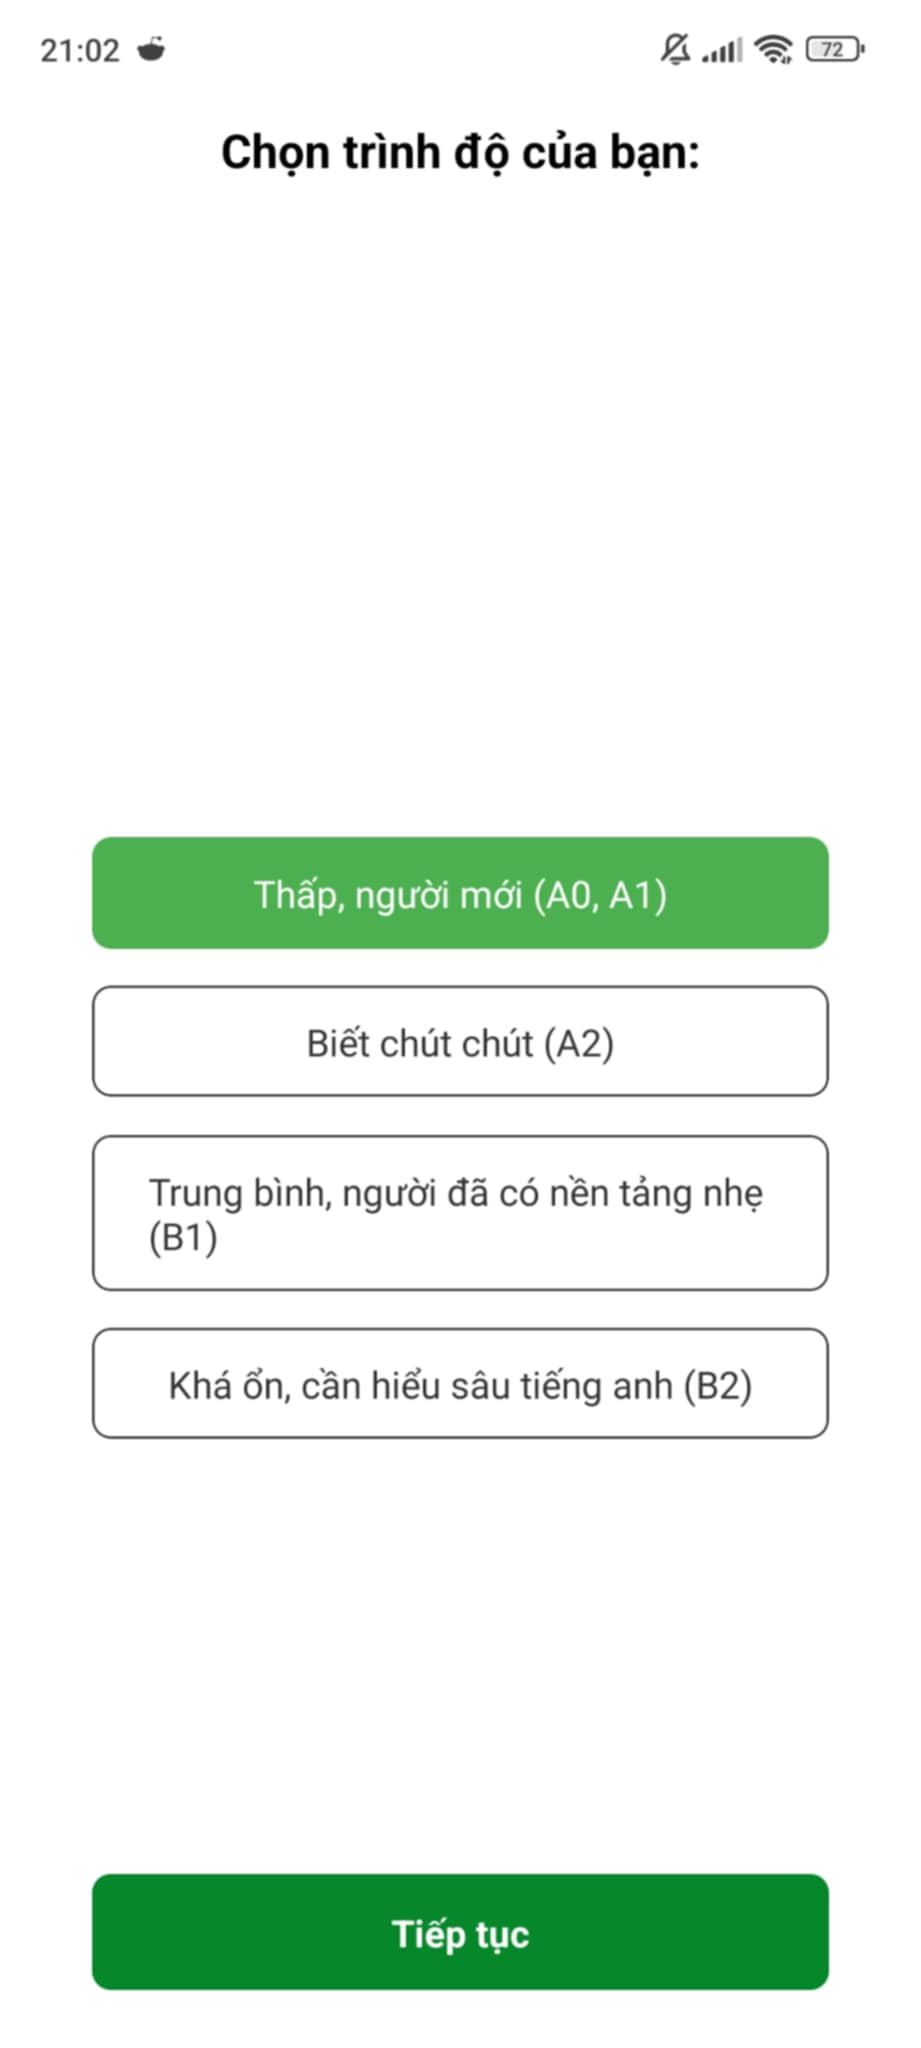 21:02
72
Chọn trình độ của bạn:
Thấp, người mới (A0, A1)
Biết chút chút (A2)
Trung bình, người đã có nền tảng nhẹ
(B1)
Khá ổn, cần hiểu sâu tiếng anh (B2)
Tiếp tục